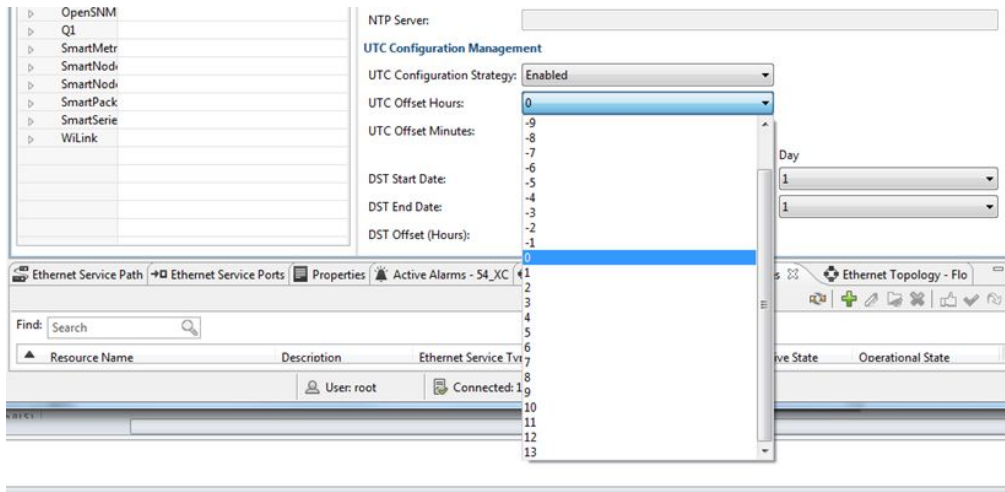 OpenSNM
Q1
SmartMetr
SmartNod
SmartNod
SmartPack
SmartSerie
WiLink
NTP Server:
UTC Configuration Management
UTC Configuration Strategy: Enabled
UTC Offset Hours: 0
UTC Offset Minutes:
-9
-8
-7
-6
-5
-4
-3
-2
-1
0
1
2
3
4
5
6
7
8
9
10
11
12
13
Day
DST Start Date: 1
DST End Date: 1
DST Offset (Hours):
Ethernet Service Path Ethernet Service Ports Properties Active Alarms - 54_XC s Ethernet Topology - Flo
Find: Search
Resource Name Description Ethernet Service Ty ive State Operational State
User: root Connected: 1